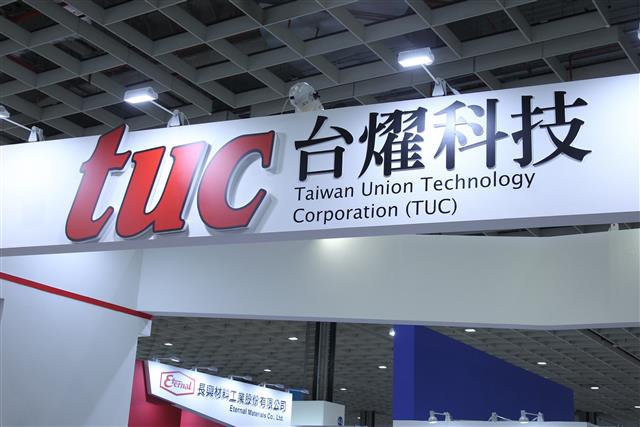 tuc
台燿科技
Taiwan Union Technology
Corporation (TUC)
Eternal
長興材料工業股份有限公司
Eternal Materials Co., Ltd.